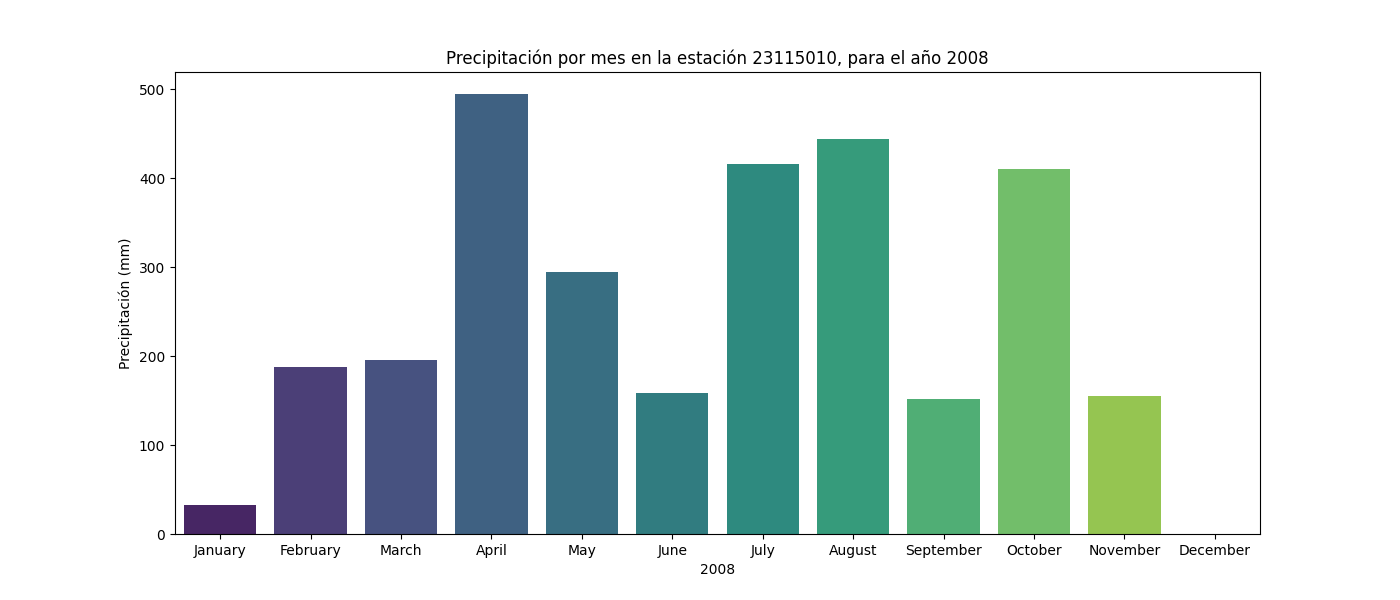 Precipitación por mes en la estación 23115010, para el año 2008
Precipitación (mm)
500
400
300
200
100
0
January February March April May June July August September October November December
2008